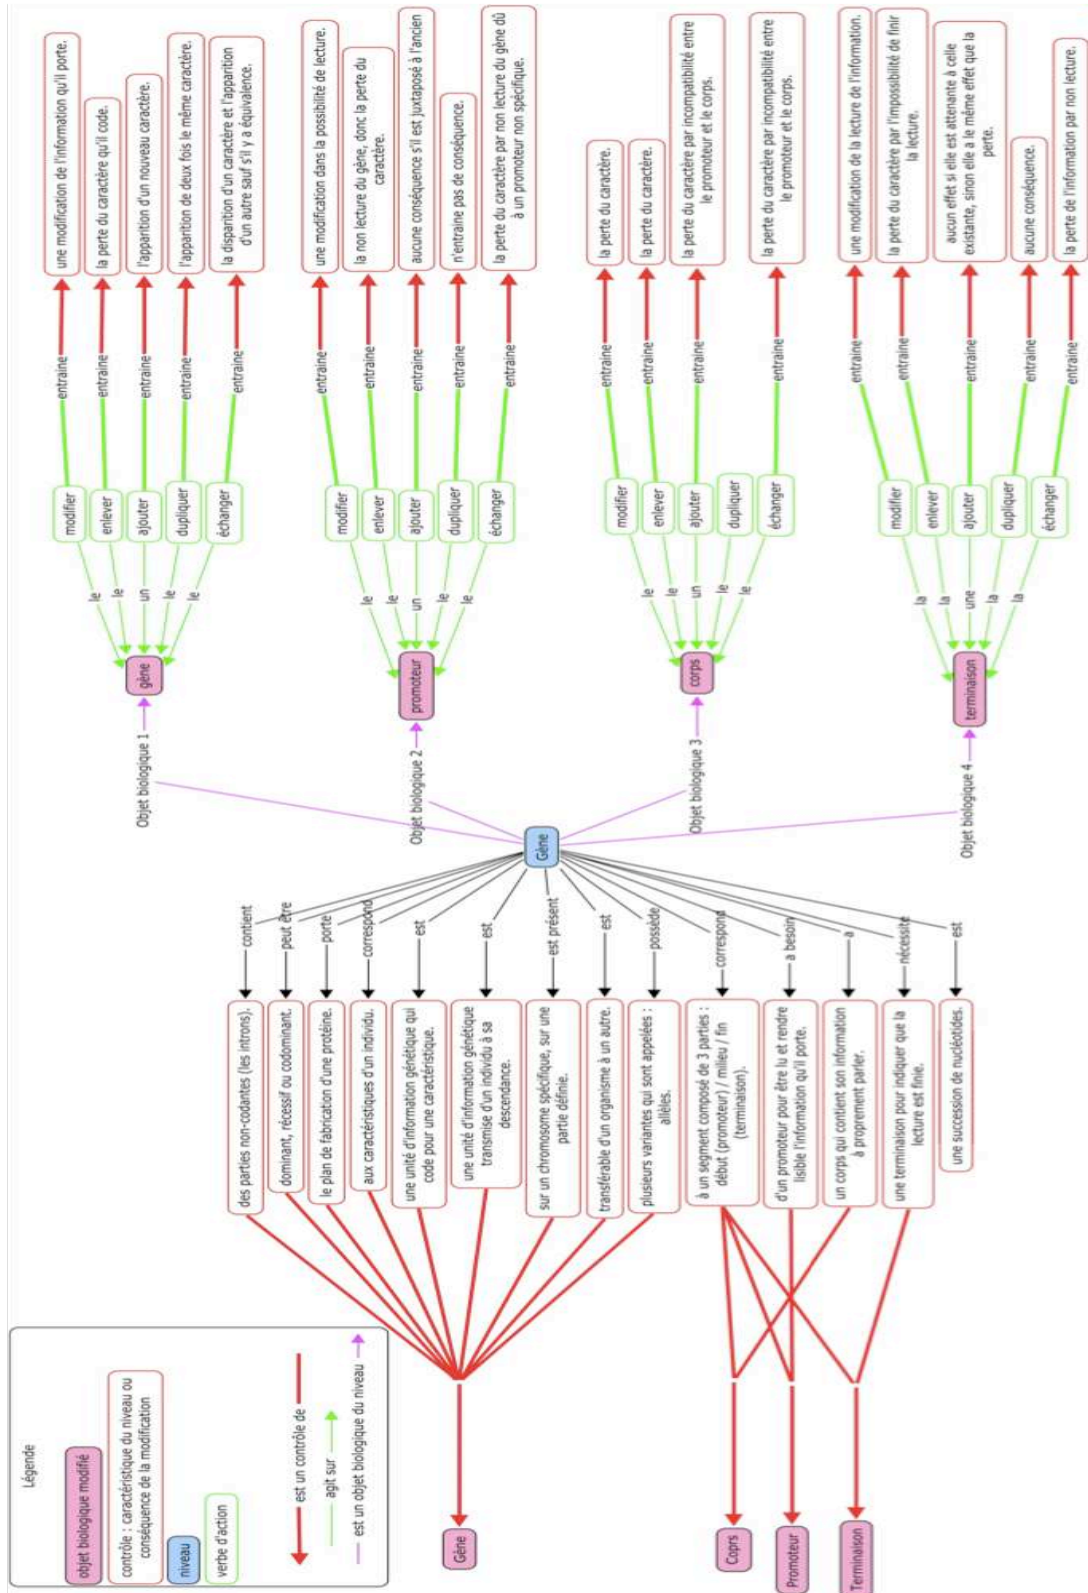 Légende
objet biologique modifié
contrôle : caractéristique du niveau ou
conséquence de la modification
niveau
verbe d'action
est un contrôle de
agit sur
est un objet biologique du niveau
Gène
Coprs
Promoteur
Terminaison
des parties non-codantes (les introns).
dominant, récessif ou codominant.
le plan de fabrication d'une protéine.
aux caractéristiques d'un individu.
une unité d'information génétique qui
code pour une caractéristique.
une unité d'information génétique
transmise d'un individu à sa
descendance.
sur un chromosome spécifique, sur une
partie définie.
transférable d'un organisme à un autre.
plusieurs variantes qui sont appelées :
allèles.
à un segment composé de 3 parties :
début (promoteur) / milieu / fin
(terminaison).
d'un promoteur pour être lu et rendre
lisible l'information qu'il porte.
un corps qui contient son information
à proprement parler.
une terminaison pour indiquer que la
lecture est finie.
une succession de nucléotides.
contient
peut être
porte
correspond
est
est
est présent
est
possède
correspond
a besoin
a
nécessite
est
Gène
Objet biologique 1
Objet biologique 2
Objet biologique 3
Objet biologique 4
gène
le
le
un
le
le
modifier
enlever
ajouter
dupliquer
échanger
entraine
entraine
entraine
entraine
entraine
une modification de l'information qu'il porte.
la perte du caractère qu'il code.
l'apparition d'un nouveau caractère.
l'apparition de deux fois le même caractère.
la disparition d'un caractère et l'apparition
d'un autre sauf s'il y a équivalence.
promoteur
le
le
un
le
le
modifier
enlever
ajouter
dupliquer
échanger
entraine
entraine
entraine
entraine
entraine
une modification dans la possibilité de lecture.
la non lecture du gène, donc la perte du
caractère.
aucune conséquence s'il est juxtaposé à l'ancien
n'entraine pas de conséquence.
la perte du caractère par non lecture du gène dû
à un promoteur non spécifique.
corps
le
le
un
le
le
modifier
enlever
ajouter
dupliquer
échanger
entraine
entraine
entraine
entraine
la perte du caractère.
la perte du caractère.
la perte du caractère par incompatibilité entre
le promoteur et le corps.
la perte du caractère par incompatibilité entre
le promoteur et le corps.
terminaison
la
la
une
la
la
modifier
enlever
ajouter
dupliquer
échanger
entraine
entraine
entraine
entraine
entraine
une modification de la lecture de l'information.
la perte du caractère par l'impossibilité de finir
la lecture.
aucun effet si elle est attenante à celle
existante, sinon elle a le même effet que la
perte.
aucune conséquence.
la perte de l'information par non lecture.